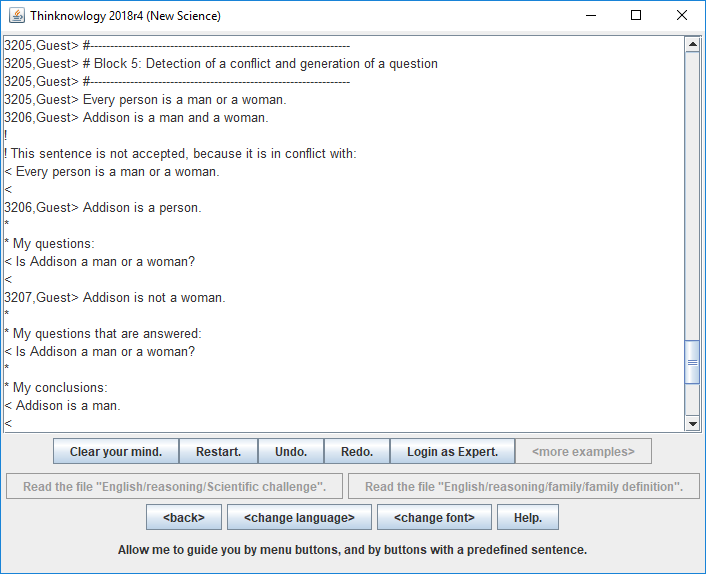 Thinknowlogy 2018r4 (New Science)
3205,Guest> #-----------------------------------------------------------------
3205,Guest> # Block 5: Detection of a conflict and generation of a question
3205,Guest> #-----------------------------------------------------------------
3205,Guest> Every person is a man or a woman.
3206,Guest> Addison is a man and a woman.
!
! This sentence is not accepted, because it is in conflict with:
< Every person is a man or a woman.
<
3206,Guest> Addison is a person.
*
* My questions:
< Is Addison a man or a woman?
<
3207,Guest> Addison is not a woman.
*
* My questions that are answered:
< Is Addison a man or a woman?
*
* My conclusions:
< Addison is a man.
<
Clear your mind. Restart. Undo. Redo. Login as Expert. <more examples>
Read the file "English/reasoning/Scientific challenge". Read the file "English/reasoning/family/family definition".
<back> <change language> <change font> Help.
Allow me to guide you by menu buttons, and by buttons with a predefined sentence.